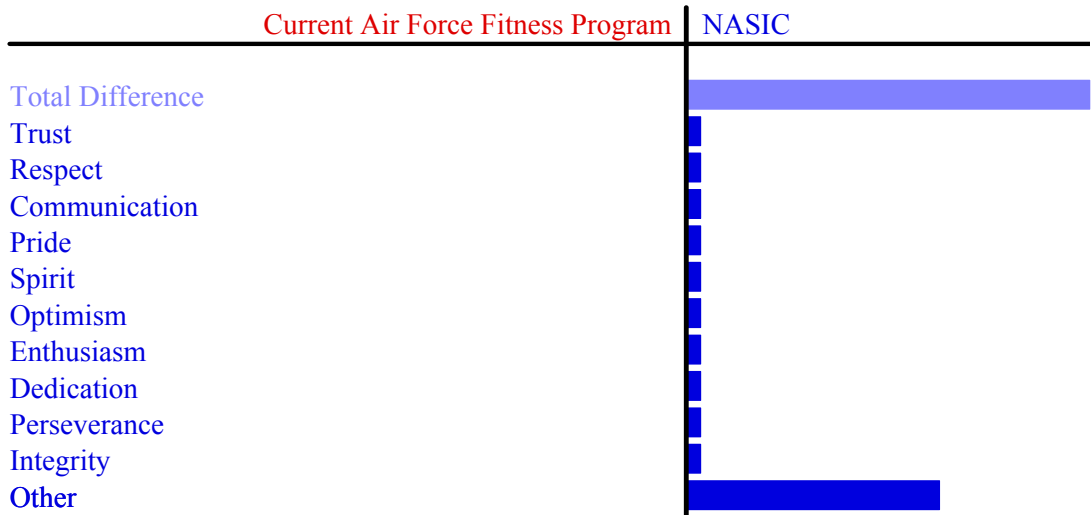 Current Air Force Fitness Program NASIC
Total Difference
Trust
Respect
Communication
Pride
Spirit
Optimism
Enthusiasm
Dedication
Perseverance
Integrity
Other